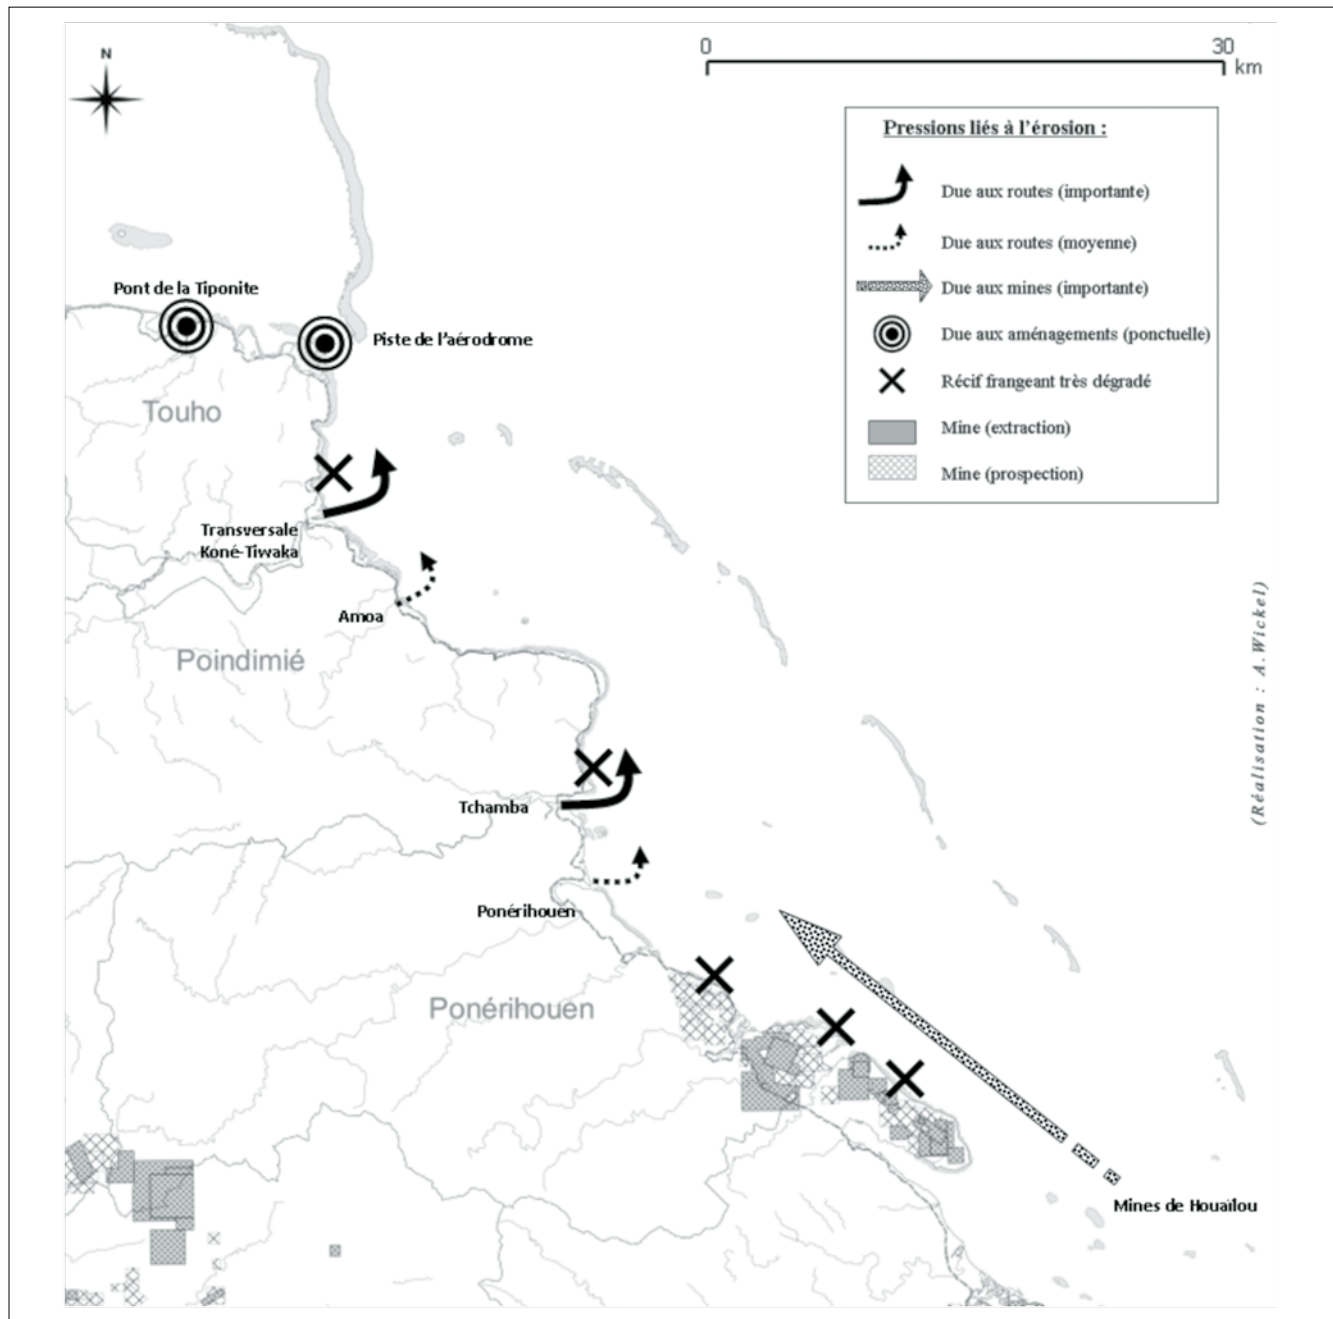 N
0 30
km
Pressions liés à l'érosion :
Due aux routes (importante)
Due aux routes (moyenne)
Due aux mines (importante)
Due aux aménagements (ponctuelle)
Récif frangeant très dégradé
Mine (extraction)
Mine (prospection)
Pont de la Tiponite
Piste de l'aérodrome
Touho
Transversale
Koné-Tiwaka
Amoa
Poindimié
(Réalisation : A.Wickel)
Tchamba
Ponérihouen
Ponérihouen
Mines de Houaïlou